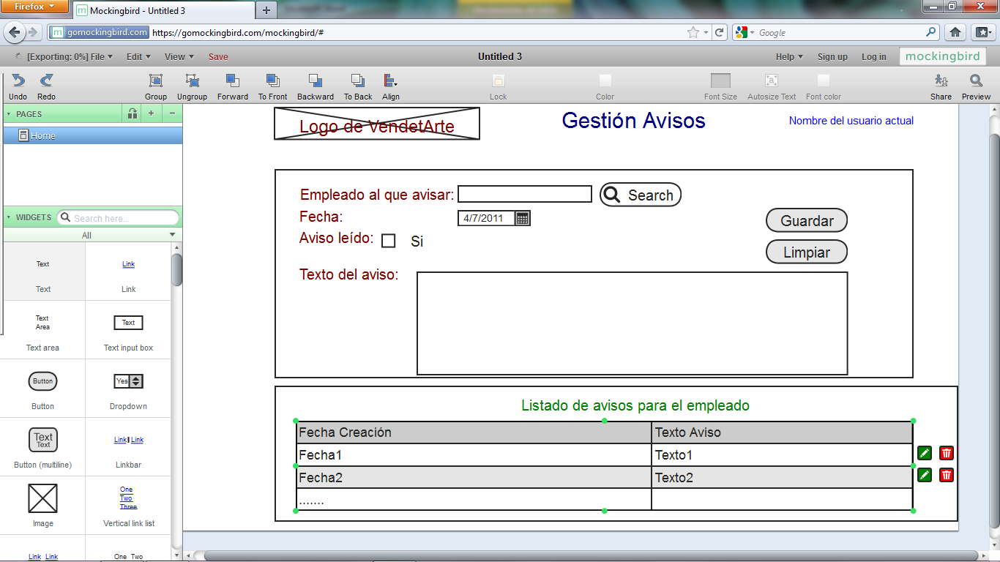 Firefox
Mockingbird - Untitled 3
gomockingbird.com https://gomockingbird.com/mockingbird/#
Google
[Exporting: 0%] File Edit View Save
Untitled 3
Help Sign up Log in mockingbird
Undo Redo Group Ungroup Forward To Front Backward To Back Align Lock Color Font Size Autosize Text Font color Share Preview
PAGES
Home
WIDGETS Search here...
All
Text Link
Text Link
Text
Area
Text
Text area Text input box
Button Yes
Button Dropdown
Text
Text
Link Link
Button (multiline) Linkbar
One
Two
Three
Image Vertical link list
Link Link One Two
Logo de VendetArte
Gestión Avisos
Nombre del usuario actual
Empleado al que avisar: Search
Fecha: 4/7/2011
Guardar
Aviso leído: Si
Limpiar
Texto del aviso:
Listado de avisos para el empleado
Fecha Creación Texto Aviso
Fecha1 Texto1
Fecha2 Texto2
.......